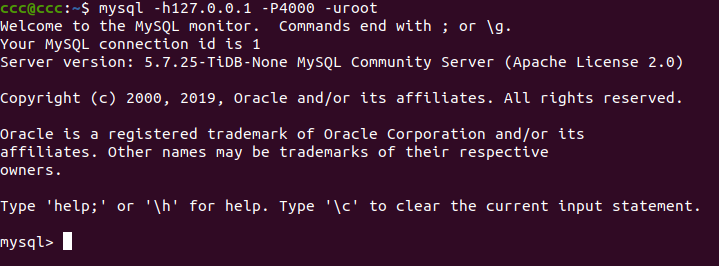 ccc@ccc:~$ mysql -h127.0.0.1 -P4000 -uroot
Welcome to the MySQL monitor.  Commands end with ; or \g.
Your MySQL connection id is 1
Server version: 5.7.25-TiDB-None MySQL Community Server (Apache License 2.0)
Copyright (c) 2000, 2019, Oracle and/or its affiliates. All rights reserved.
Oracle is a registered trademark of Oracle Corporation and/or its
affiliates. Other names may be trademarks of their respective
owners.
Type 'help;' or '\h' for help. Type '\c' to clear the current input statement.
mysql>